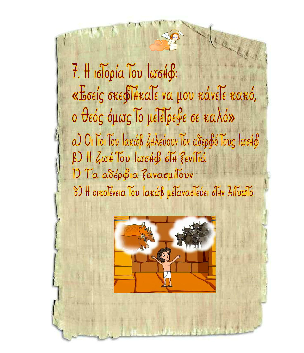 7. Η ιστορία του Ιωσήφ:
«Εσείς σκεφτήκατε να μου κάνετε κακό,
ο Θεός όμως το μετέτρεψε σε καλό»
α) Οι γιοι του Ιακώβ ζηλεύουν τον αδερφό τους Ιωσήφ
β) Η ζωή του Ιωσήφ στη ξενιτιά
γ) Τα αδέρφια ξανασμίγουν
δ) Η οικογένεια του Ιακώβ μεταναστεύει στην Αίγυπτο